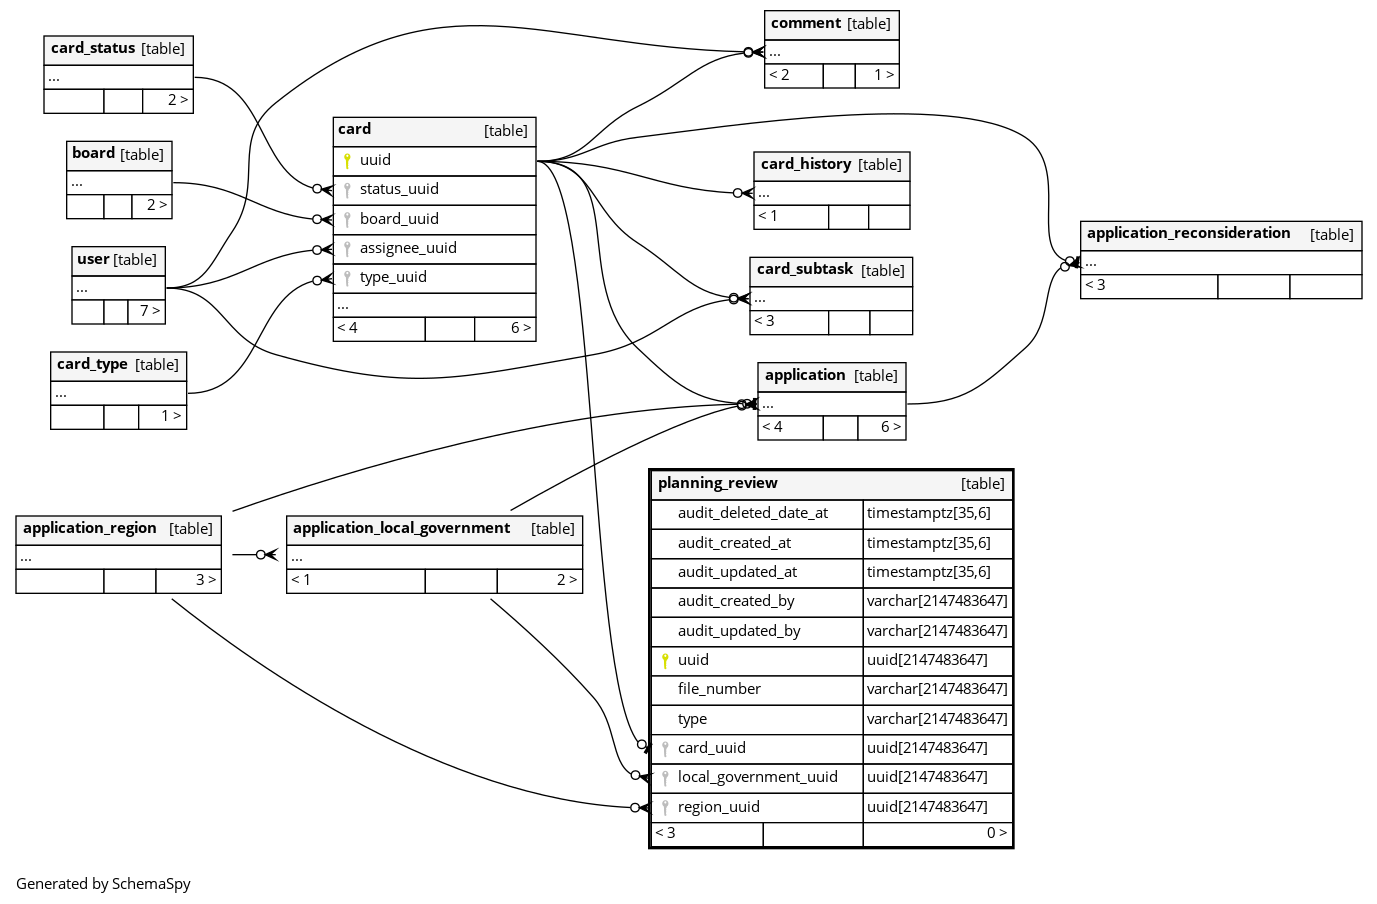 card_status [table]
...
2 >
board [table]
...
2 >
user [table]
...
7 >
card_type [table]
...
1 >
card [table]
uuid
status_uuid
board_uuid
assignee_uuid
type_uuid
...
< 4 6 >
comment [table]
...
< 2 1 >
card_history [table]
...
< 1
card_subtask [table]
...
< 3
application [table]
...
< 4 6 >
application_reconsideration [table]
...
< 3
application_region [table]
...
3 >
application_local_government [table]
...
< 1 2 >
planning_review [table]
audit_deleted_date_at timestamptz[35,6]
audit_created_at timestamptz[35,6]
audit_updated_at timestamptz[35,6]
audit_created_by varchar[2147483647]
audit_updated_by varchar[2147483647]
uuid uuid[2147483647]
file_number varchar[2147483647]
type varchar[2147483647]
card_uuid uuid[2147483647]
local_government_uuid uuid[2147483647]
region_uuid uuid[2147483647]
< 3 0 >
Generated by SchemaSpy